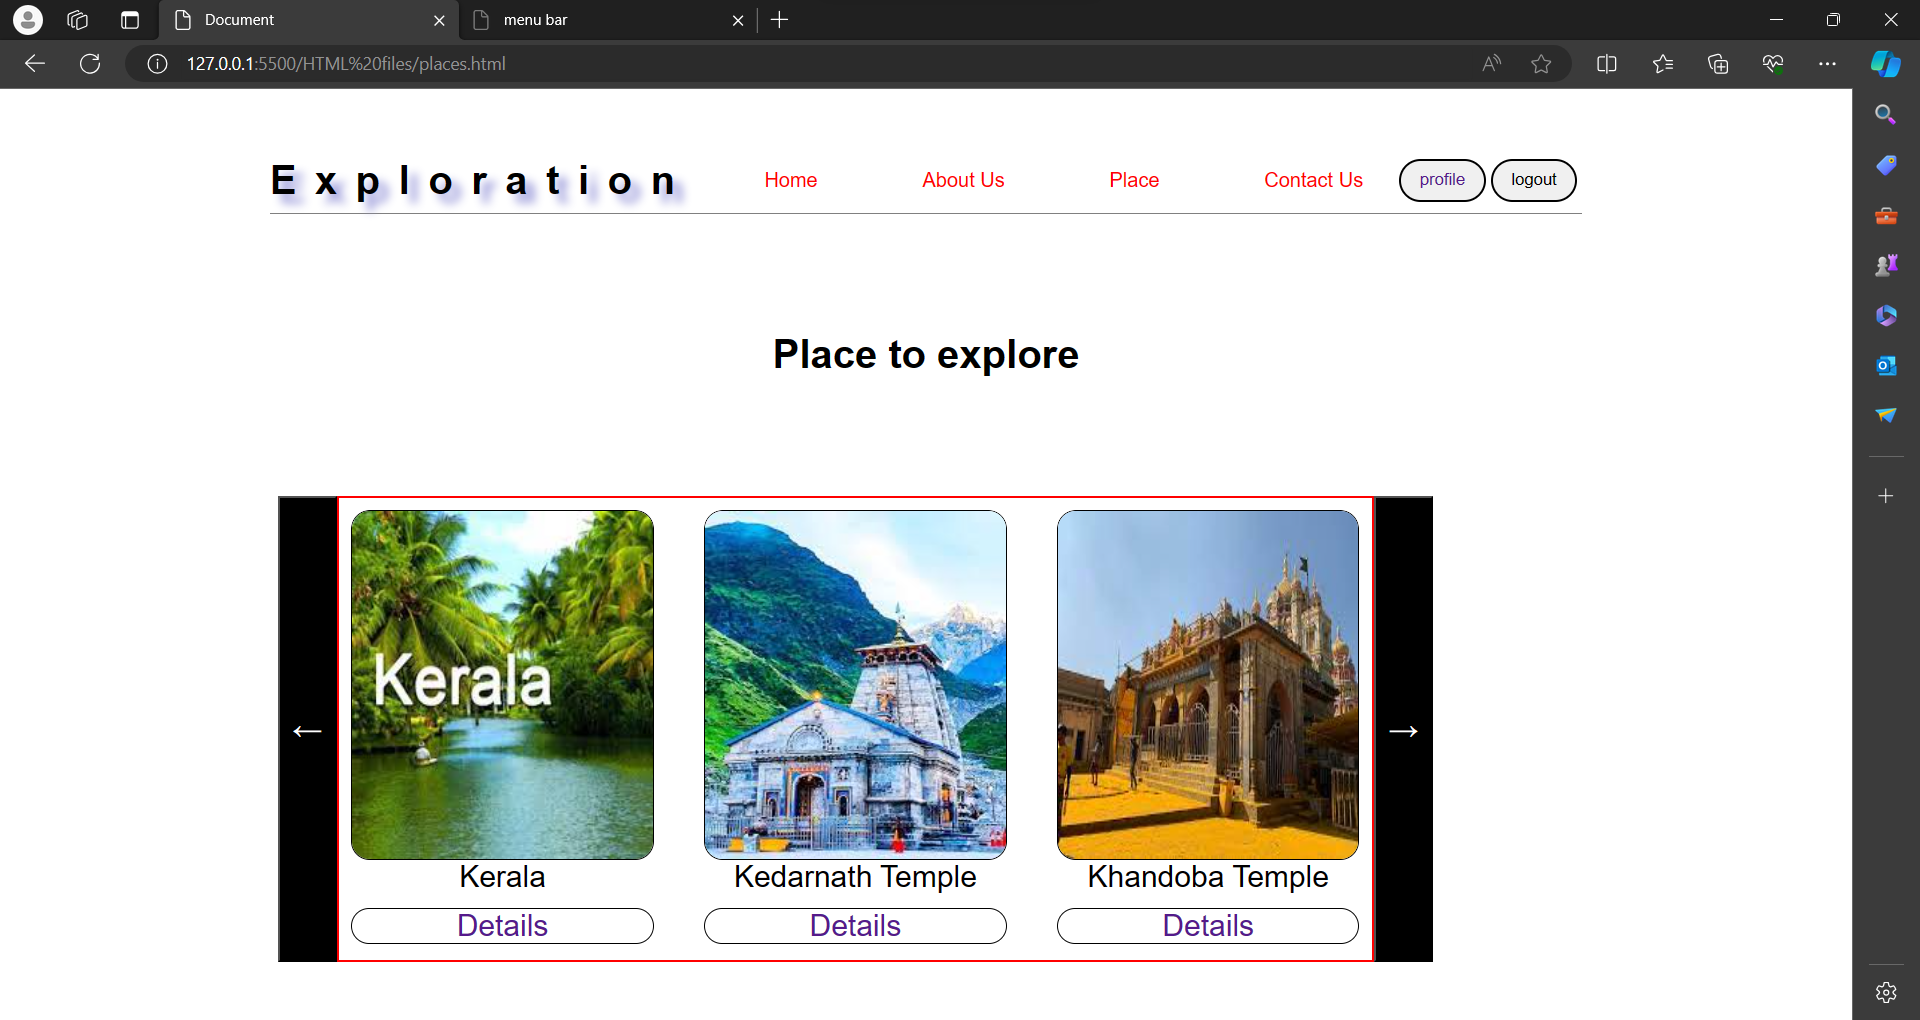 Document
menu bar
127.0.0.1:5500/HTML%20files/places.html
Exploration
Home
About Us
Place
Contact Us
profile
logout
Place to explore
Kerala
←
→
Kerala
Kedarnath Temple
Khandoba Temple
Details
Details
Details